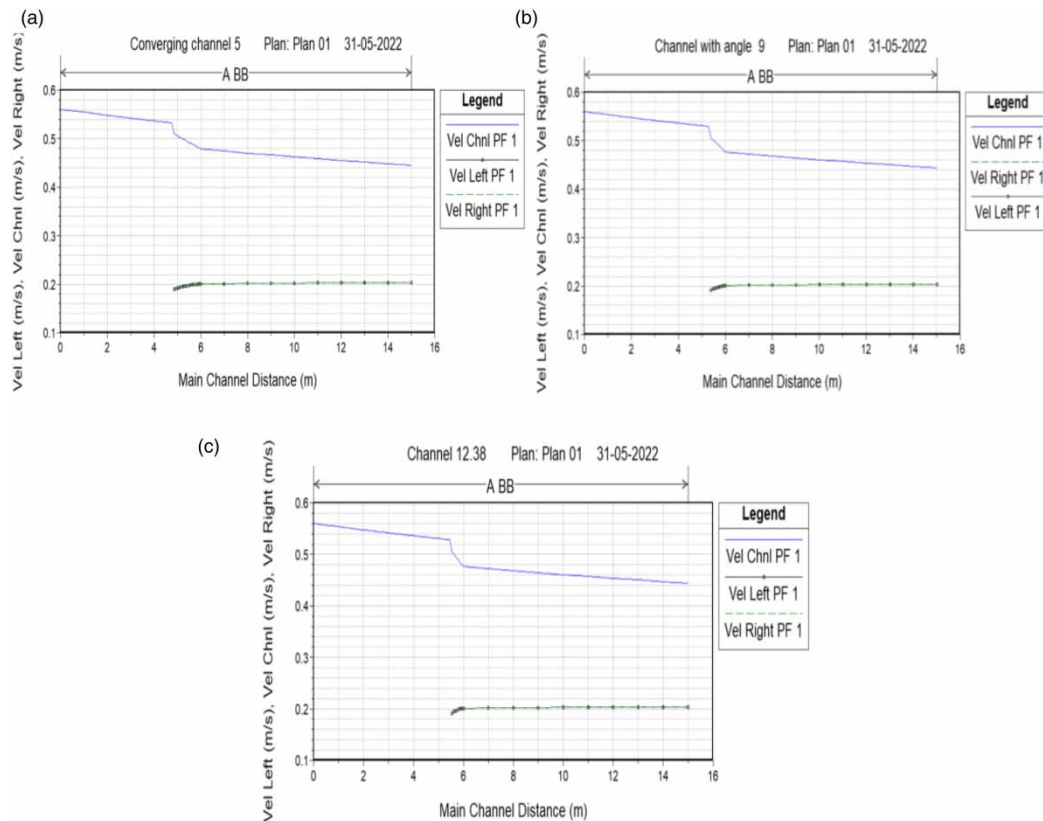 (a)
Converging channel 5 Plan: Plan 01 31-05-2022
A BB
Vel Left (m/s), Vel Chnl (m/s), Vel Right (m/s)
0.6
0.5
0.4
0.3
0.2
0.1
0 2 4 6 8 10 12 14 16
Main Channel Distance (m)
Legend
Vel Chnl PF 1
Vel Left PF 1
Vel Right PF 1
(b)
Channel with angle 9 Plan: Plan 01 31-05-2022
A BB
Vel Left (m/s), Vel Chnl (m/s), Vel Right (m/s)
0.6
0.5
0.4
0.3
0.2
0.1
0 2 4 6 8 10 12 14 16
Main Channel Distance (m)
Legend
Vel Chnl PF 1
Vel Right PF 1
Vel Left PF 1
(c)
Channel 12.38 Plan: Plan 01 31-05-2022
A BB
Vel Left (m/s), Vel Chnl (m/s), Vel Right (m/s)
0.6
0.5
0.4
0.3
0.2
0.1
0 2 4 6 8 10 12 14 16
Main Channel Distance (m)
Legend
Vel Chnl PF 1
Vel Left PF 1
Vel Right PF 1